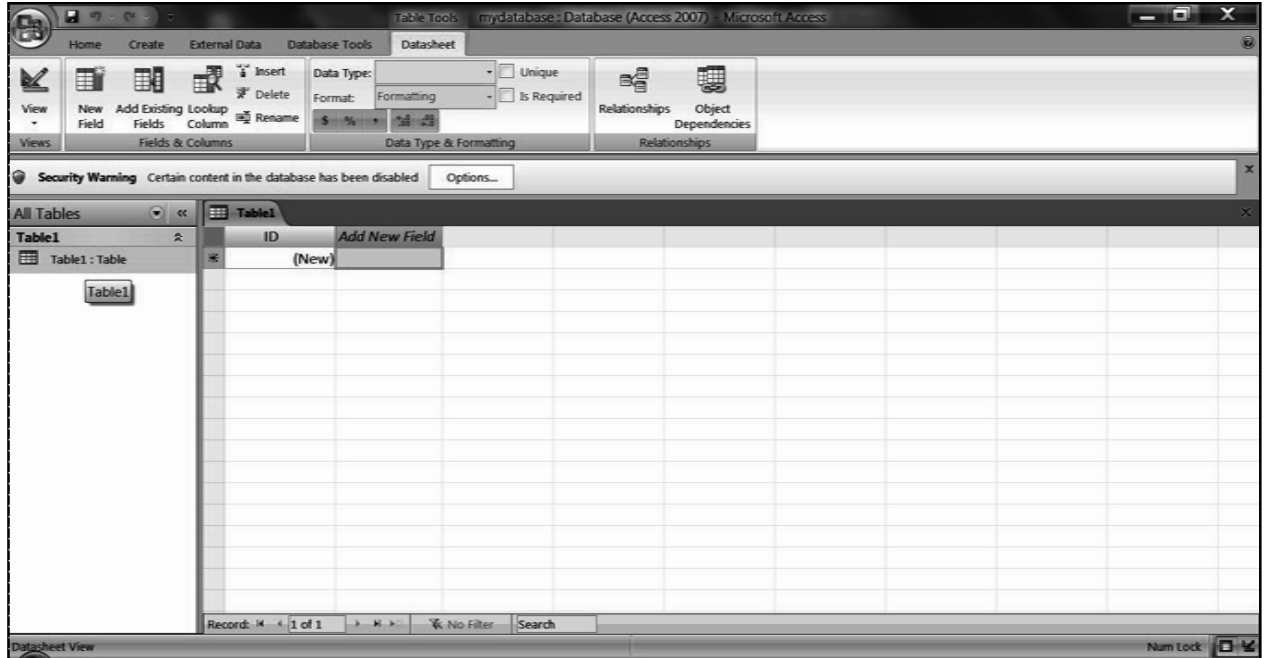 Table Tools mydatabase : Database (Access 2007) - Microsoft Access
Home Create External Data Database Tools Datasheet
View
New Field
Add Existing Fields
Lookup Column
Insert
Delete
Rename
Data Type:
Format: Formatting
$ % ,
Unique
Is Required
Relationships
Object Dependencies
Views Fields & Columns Data Type & Formatting Relationships
Security Warning Certain content in the database has been disabled Options...
All Tables
Table1
Table1
Table1 : Table
Table1
ID Add New Field
(New)
Record: 1 of 1 No Filter Search
Datasheet View Num Lock